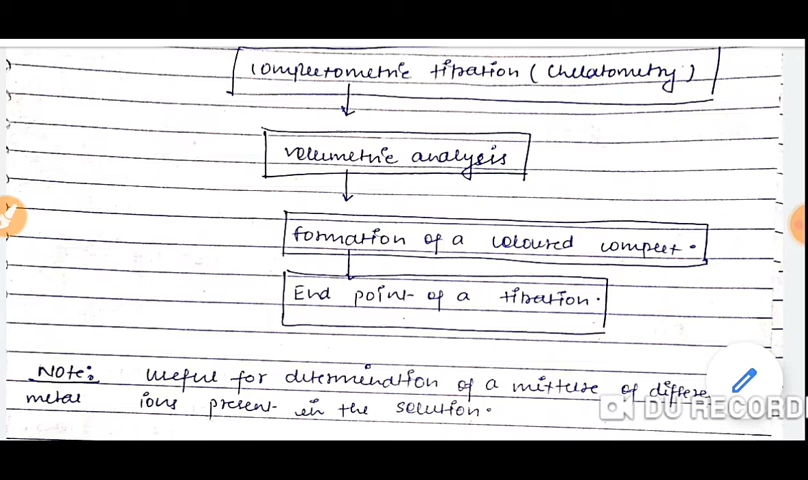 Complexometric titration (Chelatometry)
volumetric analysis
formation of a coloured complex.
End point of a titration.
Note: Useful for determination of a mixture of differe
metal ions present in the solution.
DU RECORD